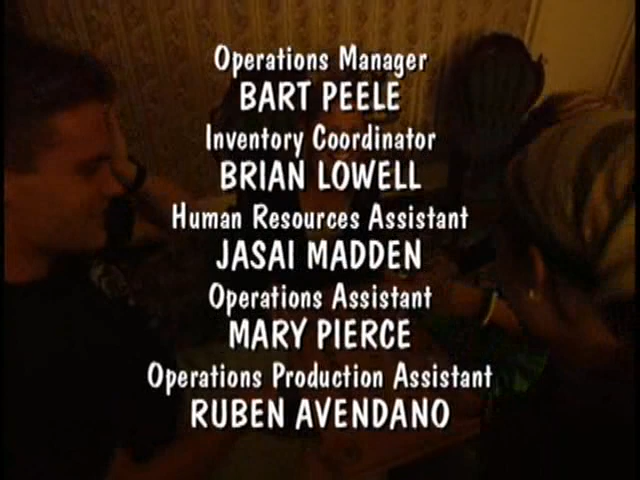 Operations Manager
BART PEELE
Inventory Coordinator
BRIAN LOWELL
Human Resources Assistant
JASAI MADDEN
Operations Assistant
MARY PIERCE
Operations Production Assistant
RUBEN AVENDANO